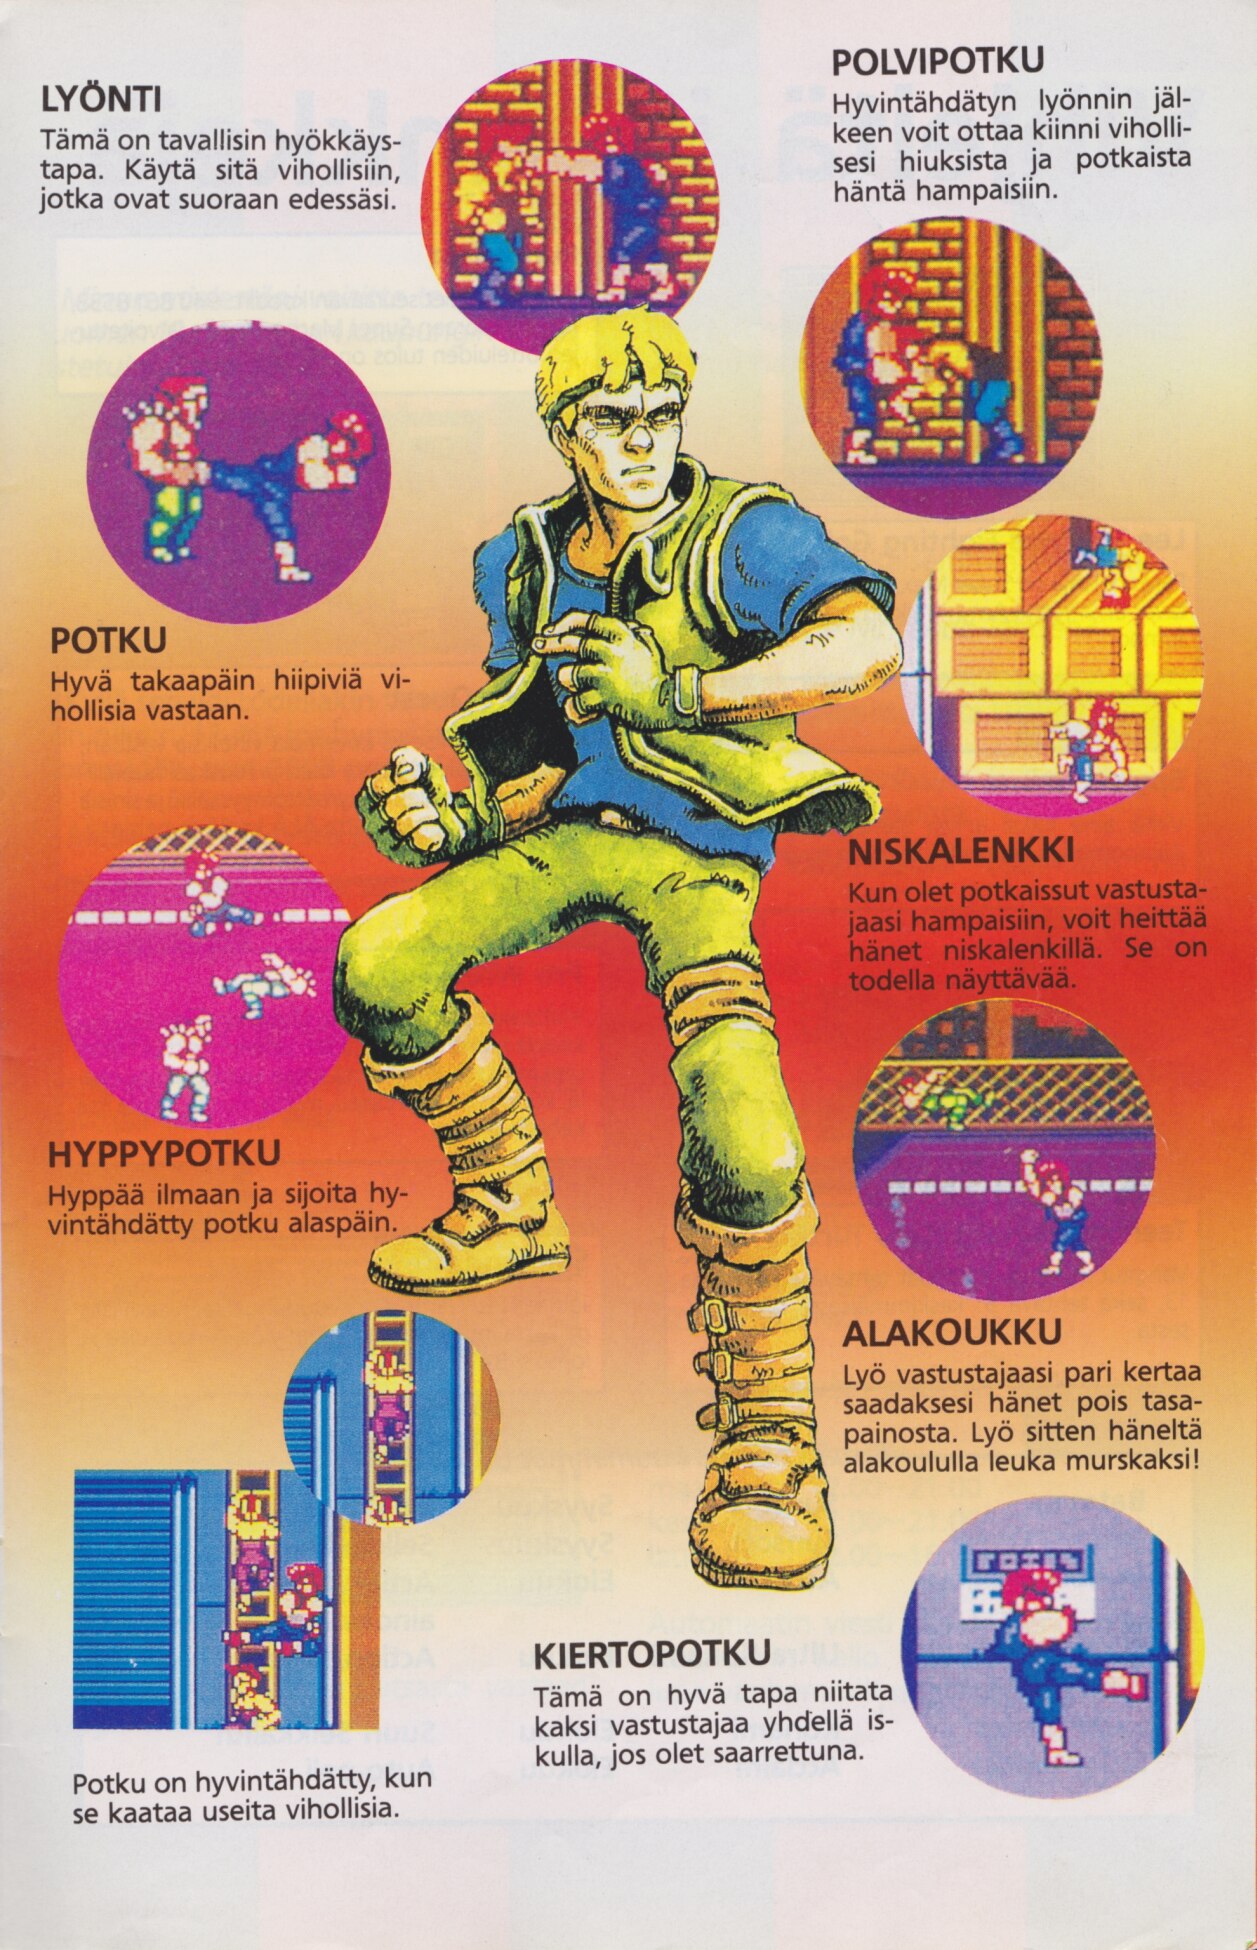 LYÖNTI
Tämä on tavallisin hyökkäys-
tapa. Käytä sitä vihollisiin,
jotka ovat suoraan edessäsi.
POLVIPOTKU
Hyvintähdätyn lyönnin jäl-
keen voit ottaa kiinni viholli-
sesi hiuksista ja potkaista
häntä hampaisiin.
POTKU
Hyvä takaapäin hiipiviä vi-
hollisia vastaan.
NISKALENKKI
Kun olet potkaissut vastusta-
jaasi hampaisiin, voit heittää
hänet niskalenkillä. Se on
todella näyttävää.
HYPPYPOTKU
Hyppää ilmaan ja sijoita hy-
vintähdätty potku alaspäin.
ALAKOUKKU
Lyö vastustajaasi pari kertaa
saadaksesi hänet pois tasa-
painosta. Lyö sitten häneltä
alakoululla leuka murskaksi!
KIERTOPOTKU
Tämä on hyvä tapa niitata
kaksi vastustajaa yhdellä is-
kulla, jos olet saarrettuna.
Potku on hyvintähdätty, kun
se kaataa useita vihollisia.